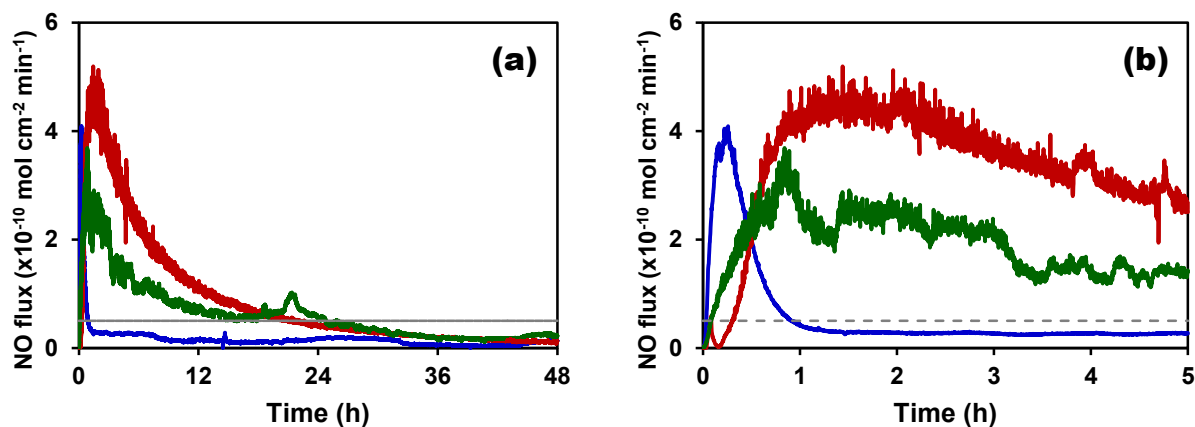 NO flux (x10⁻¹⁰ mol cm⁻² min⁻¹)
6
4
2
0
(a)
0 12 24 36 48
Time (h)
NO flux (x10⁻¹⁰ mol cm⁻² min⁻¹)
6
4
2
0
(b)
0 1 2 3 4 5
Time (h)